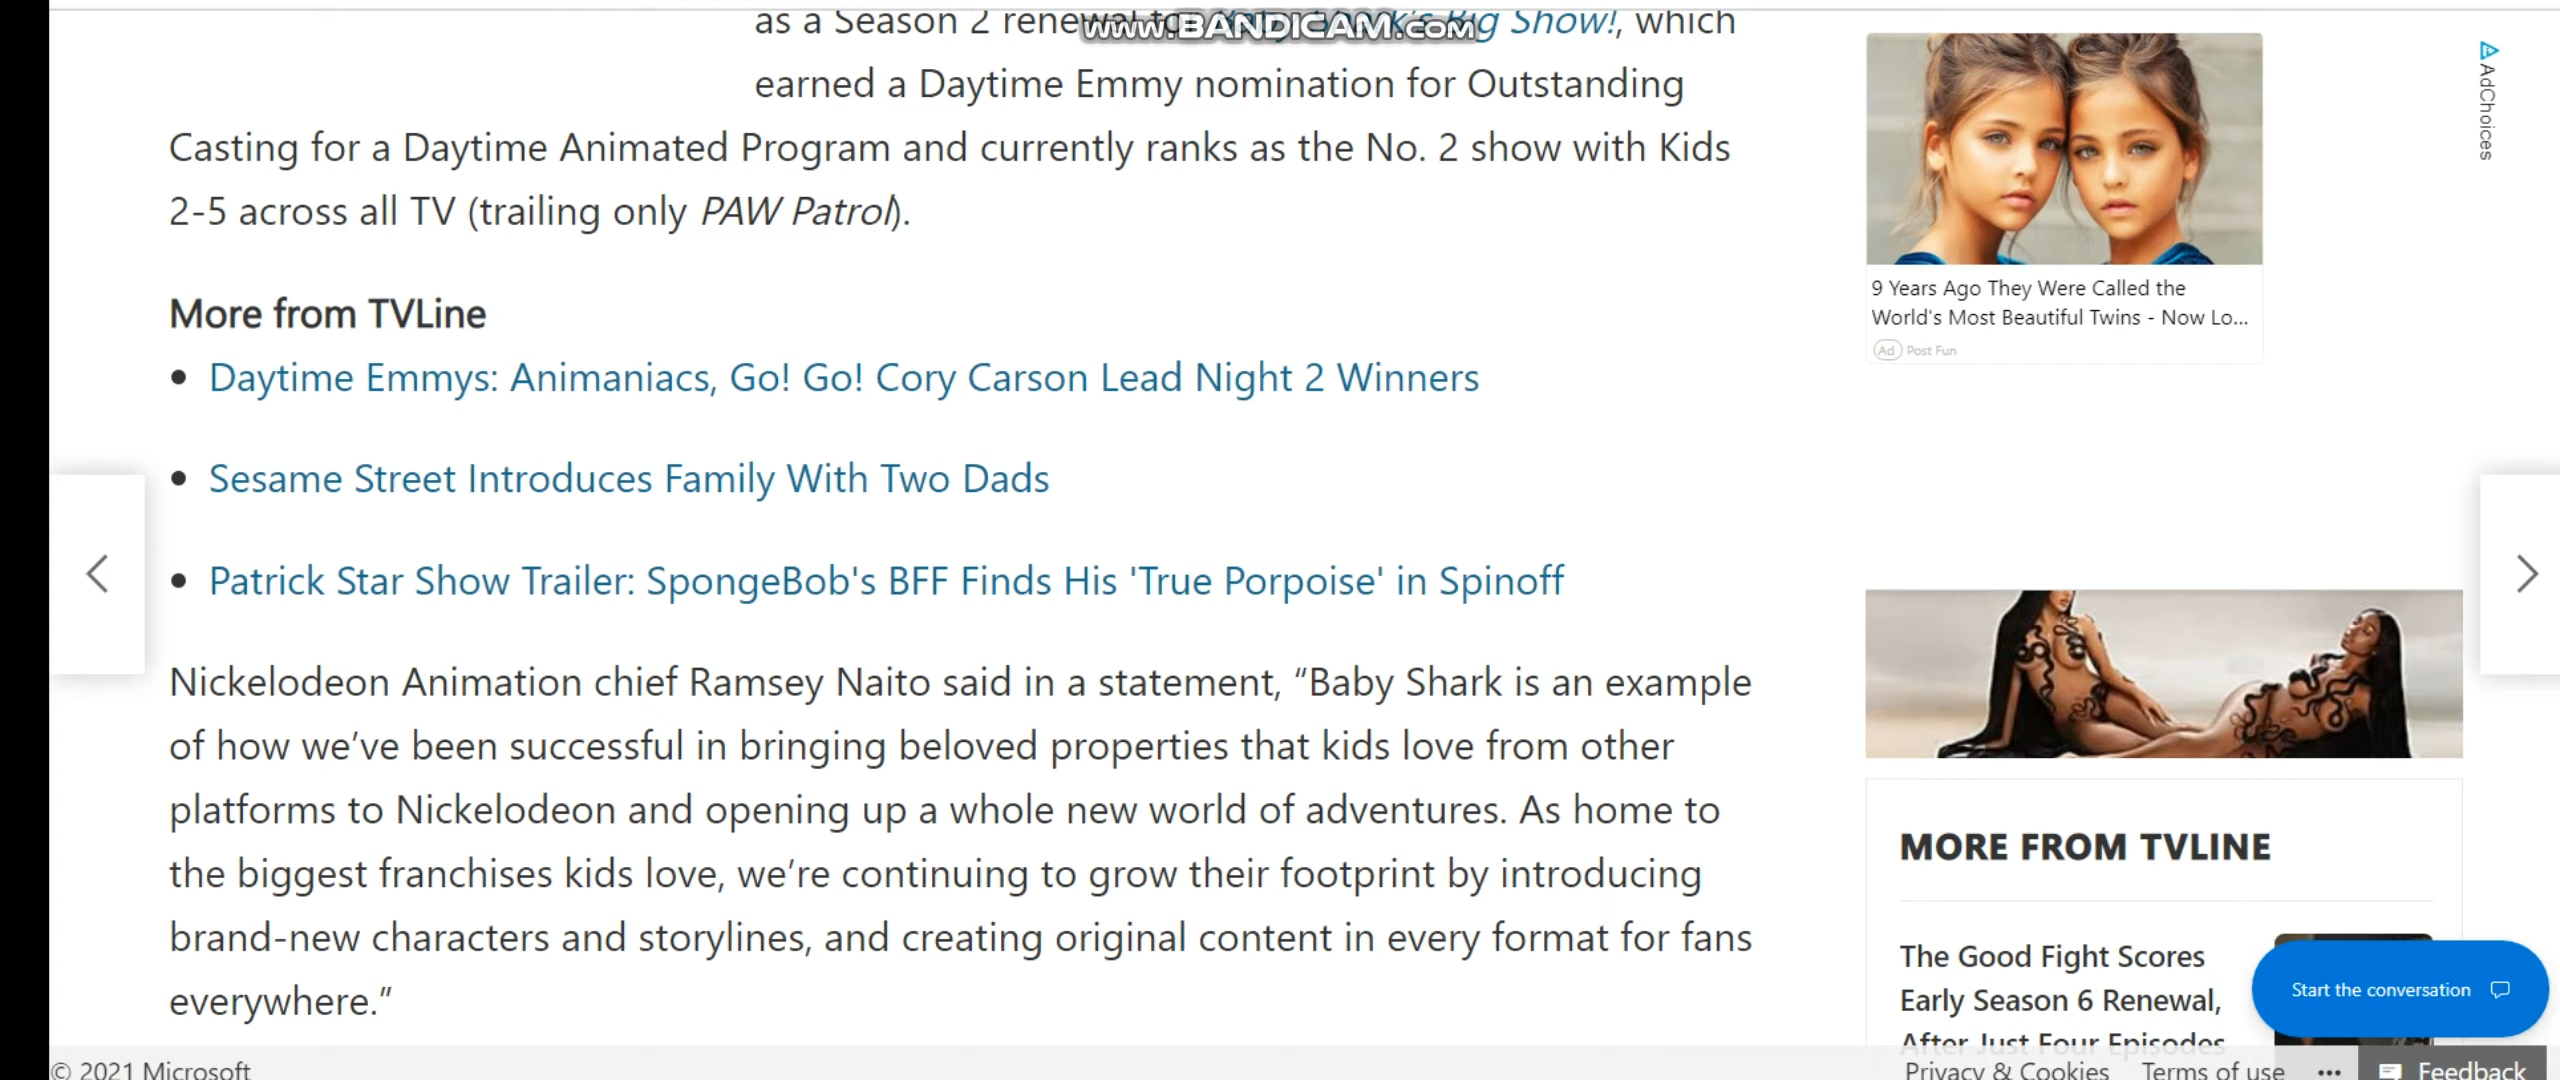 as a Season 2 renewal for Baby Shark's Big Show!, which
www.BANDICAM.com
earned a Daytime Emmy nomination for Outstanding
Casting for a Daytime Animated Program and currently ranks as the No. 2 show with Kids
2-5 across all TV (trailing only PAW Patrol).
More from TVLine
• Daytime Emmys: Animaniacs, Go! Go! Cory Carson Lead Night 2 Winners
• Sesame Street Introduces Family With Two Dads
• Patrick Star Show Trailer: SpongeBob's BFF Finds His 'True Porpoise' in Spinoff
Nickelodeon Animation chief Ramsey Naito said in a statement, “Baby Shark is an example
of how we’ve been successful in bringing beloved properties that kids love from other
platforms to Nickelodeon and opening up a whole new world of adventures. As home to
the biggest franchises kids love, we’re continuing to grow their footprint by introducing
brand-new characters and storylines, and creating original content in every format for fans
everywhere.”
AdChoices
9 Years Ago They Were Called the
World's Most Beautiful Twins - Now Lo...
Ad Post Fun
MORE FROM TVLINE
The Good Fight Scores
Early Season 6 Renewal,
After Just Four Episodes
Start the conversation
© 2021 Microsoft
Privacy & Cookies
Terms of use
...
Feedback